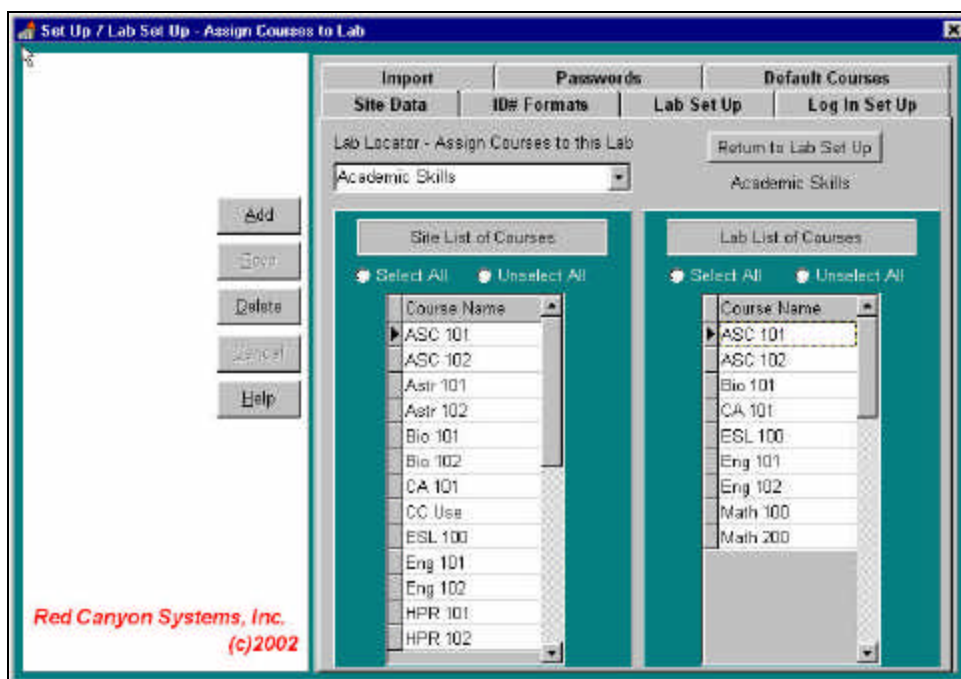 Set Up / Lab Set Up - Assign Courses to Lab
Import Passwords Default Courses
Site Data ID# Formats Lab Set Up Log In Set Up
Lab Locator - Assign Courses to this Lab
Return to Lab Set Up
Academic Skills
Academic Skills
Add
Save
Delete
Cancel
Help
Site List of Courses
Select All Unselect All
Course Name
ASC 101
ASC 102
Astr 101
Astr 102
Bio 101
Bio 102
CA 101
CC Use
ESL 100
Eng 101
Eng 102
HPR 101
HPR 102
Lab List of Courses
Select All Unselect All
Course Name
ASC 101
ASC 102
Bio 101
CA 101
ESL 100
Eng 101
Eng 102
Math 100
Math 200
Red Canyon Systems, Inc.
(c)2002